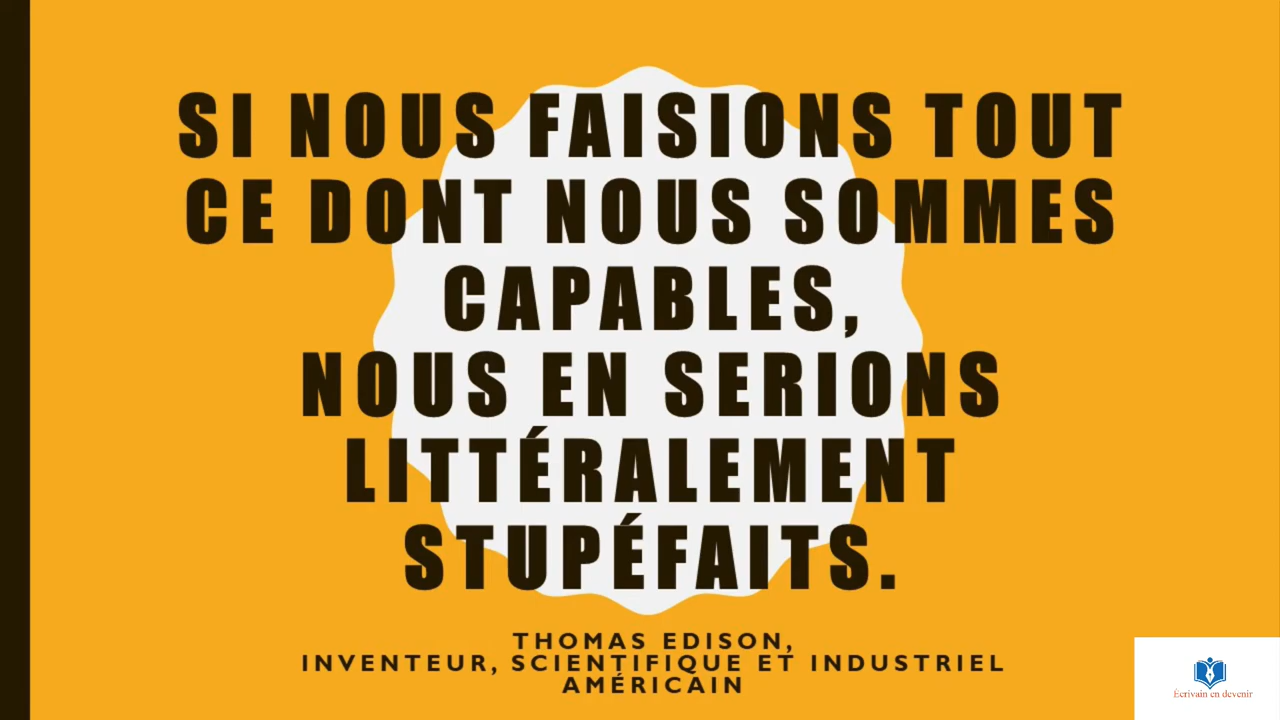 SI NOUS FAISIONS TOUT
CE DONT NOUS SOMMES
CAPABLES,
NOUS EN SERIONS
LITTÉRALEMENT
STUPÉFAITS.
THOMAS EDISON,
INVENTEUR, SCIENTIFIQUE ET INDUSTRIEL
AMÉRICAIN
Écrivain en devenir